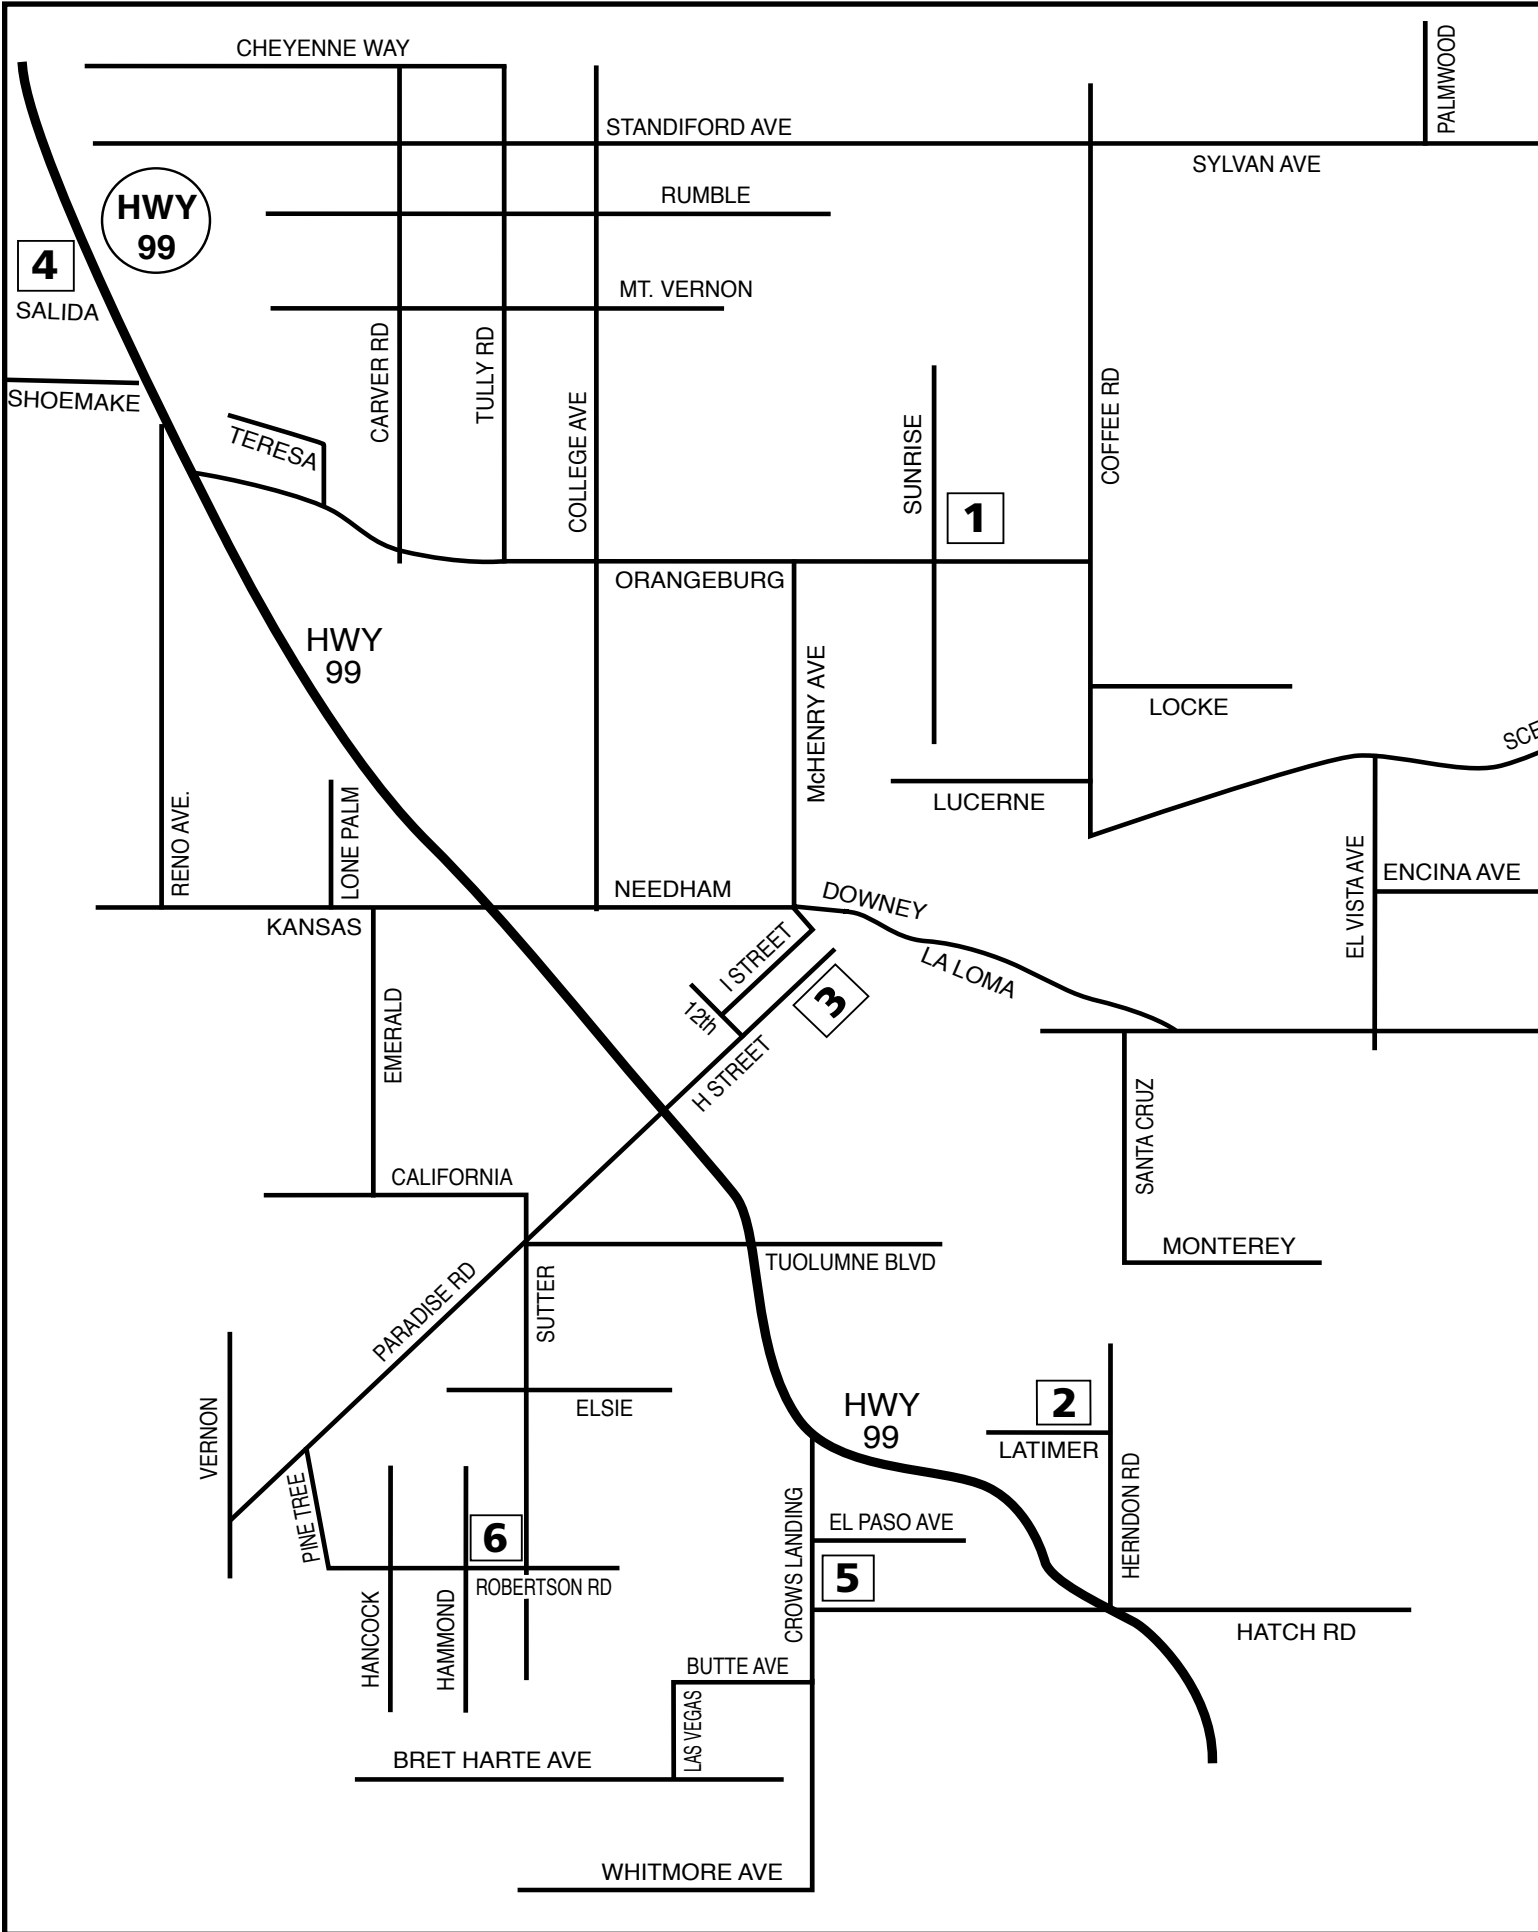 CHEYENNE WAY
PALMWOOD
STANDIFORD AVE
SYLVAN AVE
HWY
99
RUMBLE
4
SALIDA
MT. VERNON
CARVER RD
TULLY RD
COLLEGE AVE
SUNRISE
COFFEE RD
SHOEMAKE
TERESA
1
ORANGEBURG
HWY
99
McHENRY AVE
LOCKE
SCE
LUCERNE
RENO AVE.
LONE PALM
EL VISTA AVE
ENCINA AVE
NEEDHAM
DOWNEY
KANSAS
I STREET
LA LOMA
3
12th
EMERALD
H STREET
SANTA CRUZ
CALIFORNIA
MONTEREY
TUOLUMNE BLVD
PARADISE RD
SUTTER
VERNON
ELSIE
HWY
99
2
LATIMER
HERNDON RD
PINE TREE
CROWS LANDING
EL PASO AVE
6
5
ROBERTSON RD
HANCOCK
HAMMOND
HATCH RD
BUTTE AVE
LAS VEGAS
BRET HARTE AVE
WHITMORE AVE